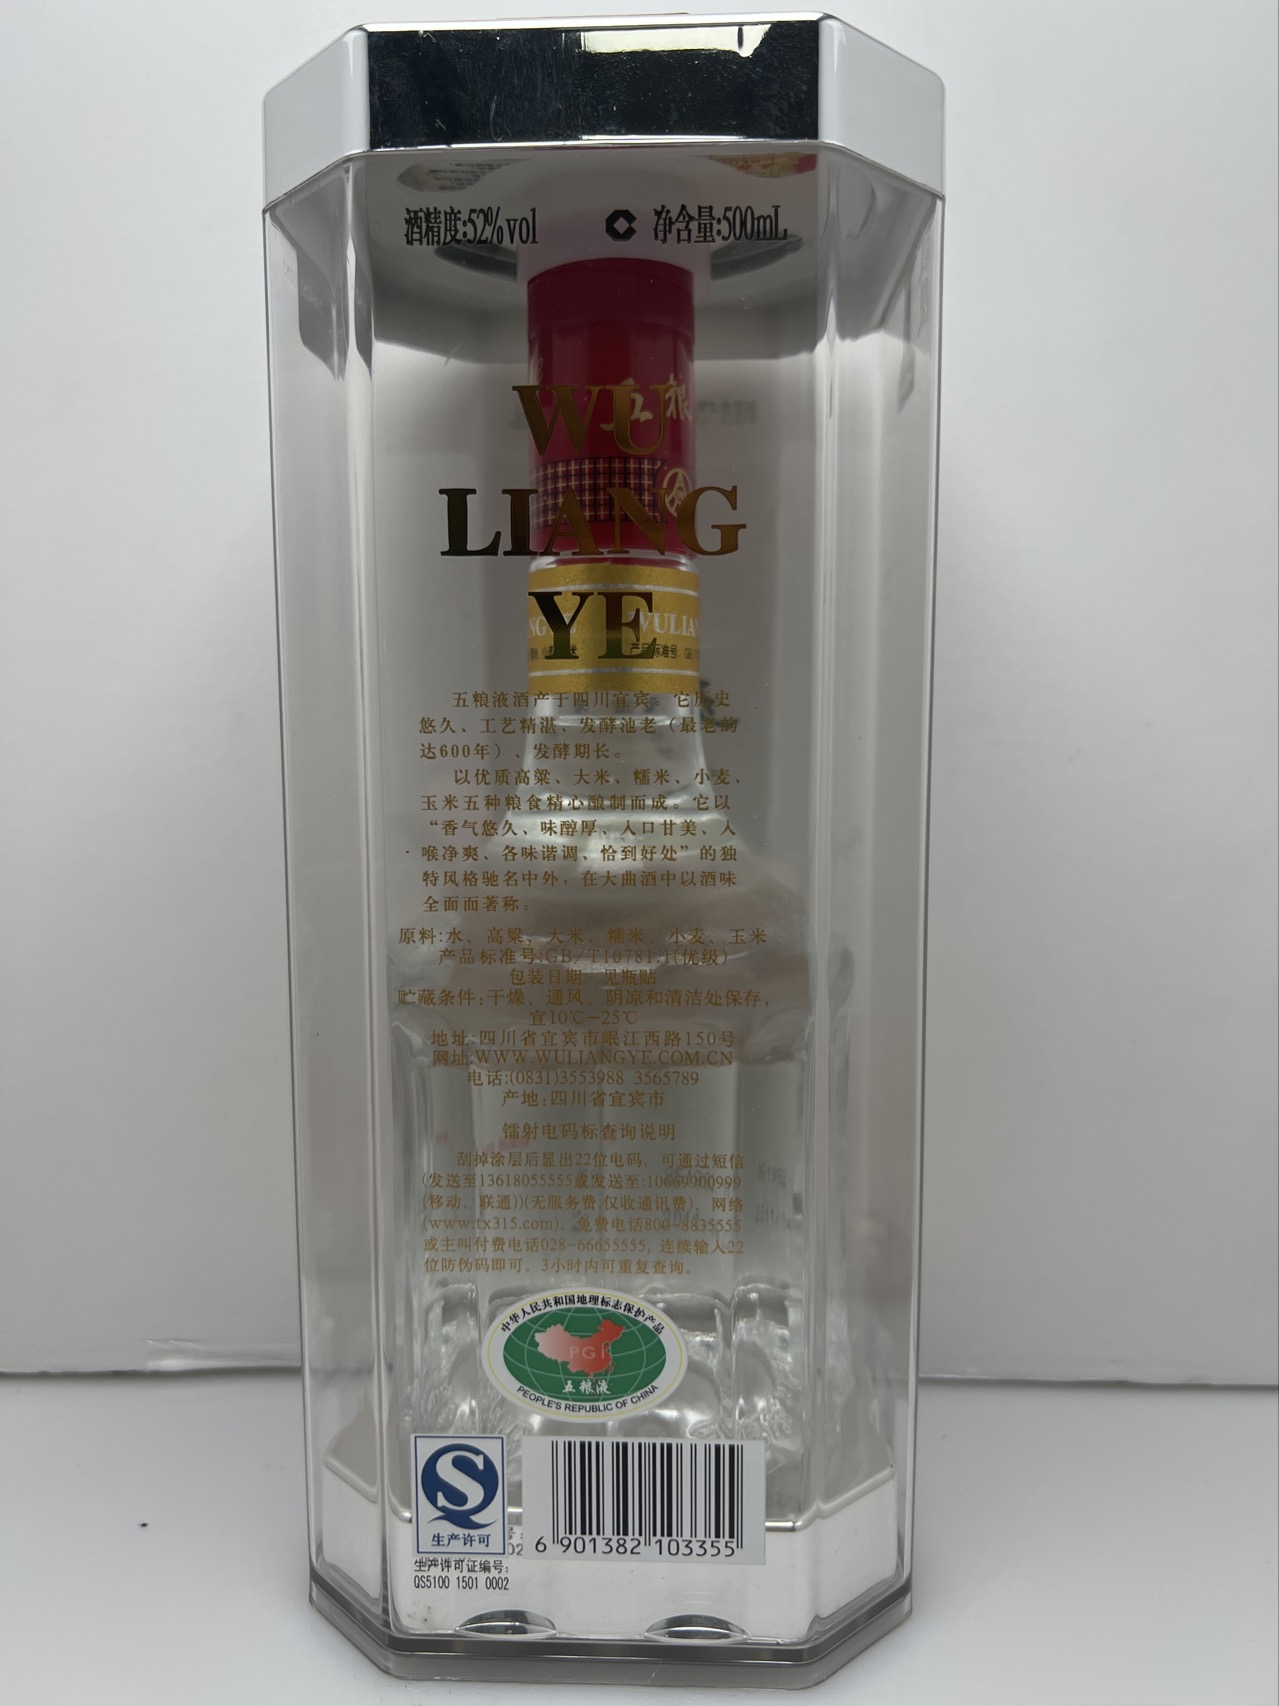 酒精度:52%vol 净含量:500mL
五粮
WU
LIANG
YE
WULIA
产品标准号
五粮液酒产于四川宜宾。它历史
悠久、工艺精湛、发酵池老（最老的
达600年）、发酵期长。
以优质高粱、大米、糯米、小麦、
玉米五种粮食精心酿制而成。它以
“香气悠久、味醇厚、入口甘美、入
喉净爽、各味谐调、恰到好处”的独
特风格驰名中外，在大曲酒中以酒味
全面而著称。
原料:水、高粱、大米、糯米、小麦、玉米
产品标准号:GB/T10781.1(优级)
包装日期：见瓶贴
贮藏条件:干燥、通风、阴凉和清洁处保存,
宜10℃-25℃
地址:四川省宜宾市岷江西路150号
网址:WWW.WULIANGYE.COM.CN
电话:(0831)3553988 3565789
产地:四川省宜宾市
镭射电码标查询说明
刮掉涂层后显出22位电码，可通过短信
(发送至13618055555或发送至:10669900999
(移动、联通))(无服务费,仅收通讯费)、网络
(www.tx315.com)、免费电话800-8835555
或主叫付费电话028-66655555, 连续输入22
位防伪码即可。3小时内可重复查询。
中华人民共和国地理标志保护产品
PGI
五粮液
PEOPLE'S REPUBLIC OF CHINA
S
生产许可
6 901382 103355
生产许可证编号:
QS5100 1501 0002